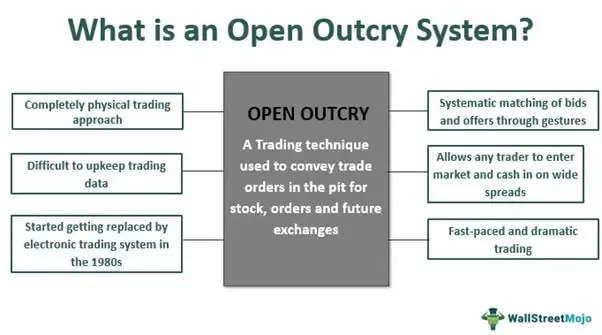 What is an Open Outcry System?
Completely physical trading
approach
Difficult to upkeep trading
data
Started getting replaced by
electronic trading system in
the 1980s
OPEN OUTCRY
A Trading technique
used to convey trade
orders in the pit for
stock, orders and future
exchanges
Systematic matching of bids
and offers through gestures
Allows any trader to enter
market and cash in on wide
spreads
Fast-paced and dramatic
trading
WallStreetMojo